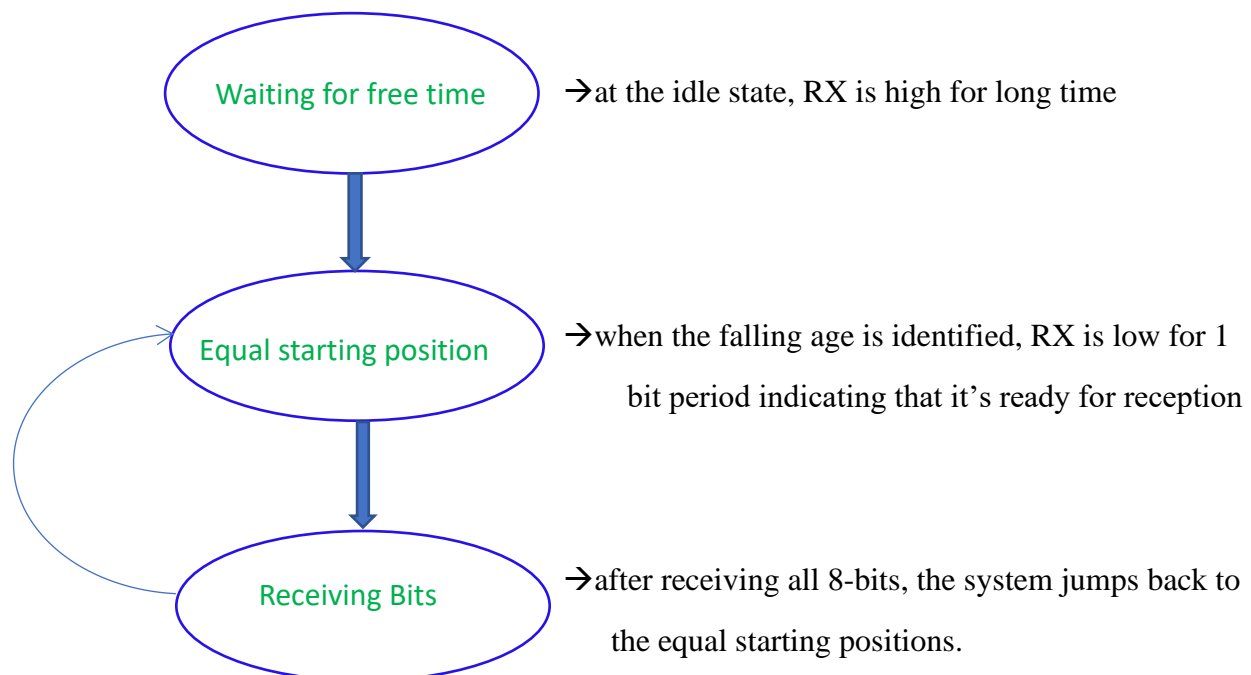 Waiting for free time
→at the idle state, RX is high for long time
Equal starting position
→when the falling age is identified, RX is low for 1
bit period indicating that it’s ready for reception
Receiving Bits
→after receiving all 8-bits, the system jumps back to
the equal starting positions.